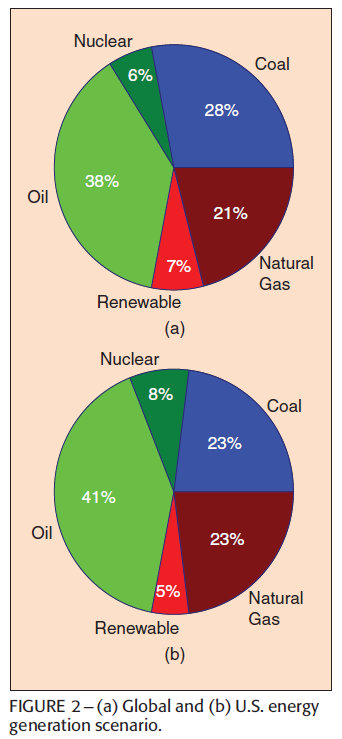 Nuclear
Coal
6%
28%
38%
Oil
21%
7%
Natural
Gas
Renewable
(a)
Nuclear
8%
Coal
23%
41%
Oil
23%
5%
Natural
Gas
Renewable
(b)
FIGURE 2–(a) Global and (b) U.S. energy
generation scenario.